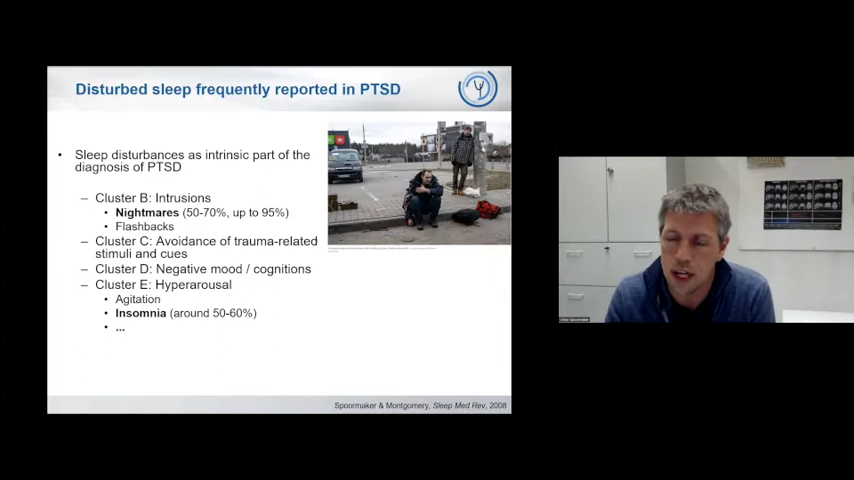 Disturbed sleep frequently reported in PTSD
• Sleep disturbances as intrinsic part of the
diagnosis of PTSD
– Cluster B: Intrusions
• Nightmares (50-70%, up to 95%)
• Flashbacks
– Cluster C: Avoidance of trauma-related
stimuli and cues
– Cluster D: Negative mood / cognitions
– Cluster E: Hyperarousal
• Agitation
• Insomnia (around 50-60%)
• ...
Spoormaker & Montgomery, Sleep Med Rev, 2008
Spoormaker